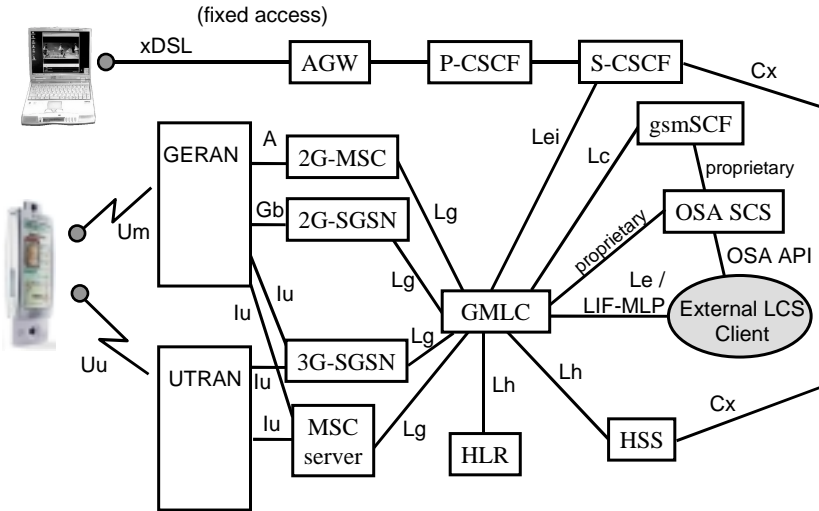 (fixed access)
xDSL
AGW
P-CSCF
S-CSCF
Cx
Lei
Lc
gsmSCF
proprietary
GERAN
A
2G-MSC
Lg
Gb
2G-SGSN
Lg
proprietary
OSA SCS
OSA API
Um
Iu
Iu
GMLC
Le /
LIF-MLP
External LCS
Client
Uu
UTRAN
Iu
3G-SGSN
Lg
Iu
MSC
server
Lg
Lh
HLR
Lh
HSS
Cx